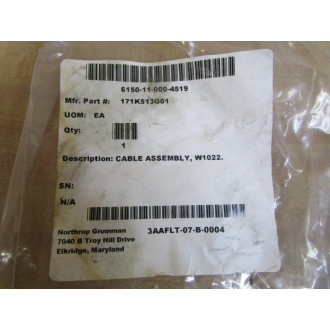 6150-11-000-4519
Mfr. Part #: 171K513G01
UOM: EA
Qty:
1
Description: CABLE ASSEMBLY, W1022.
SN:
N/A
Northrop Grumman 3AAFLT-07-B-0004
7040 B Troy Hill Drive
Elkridge, Maryland